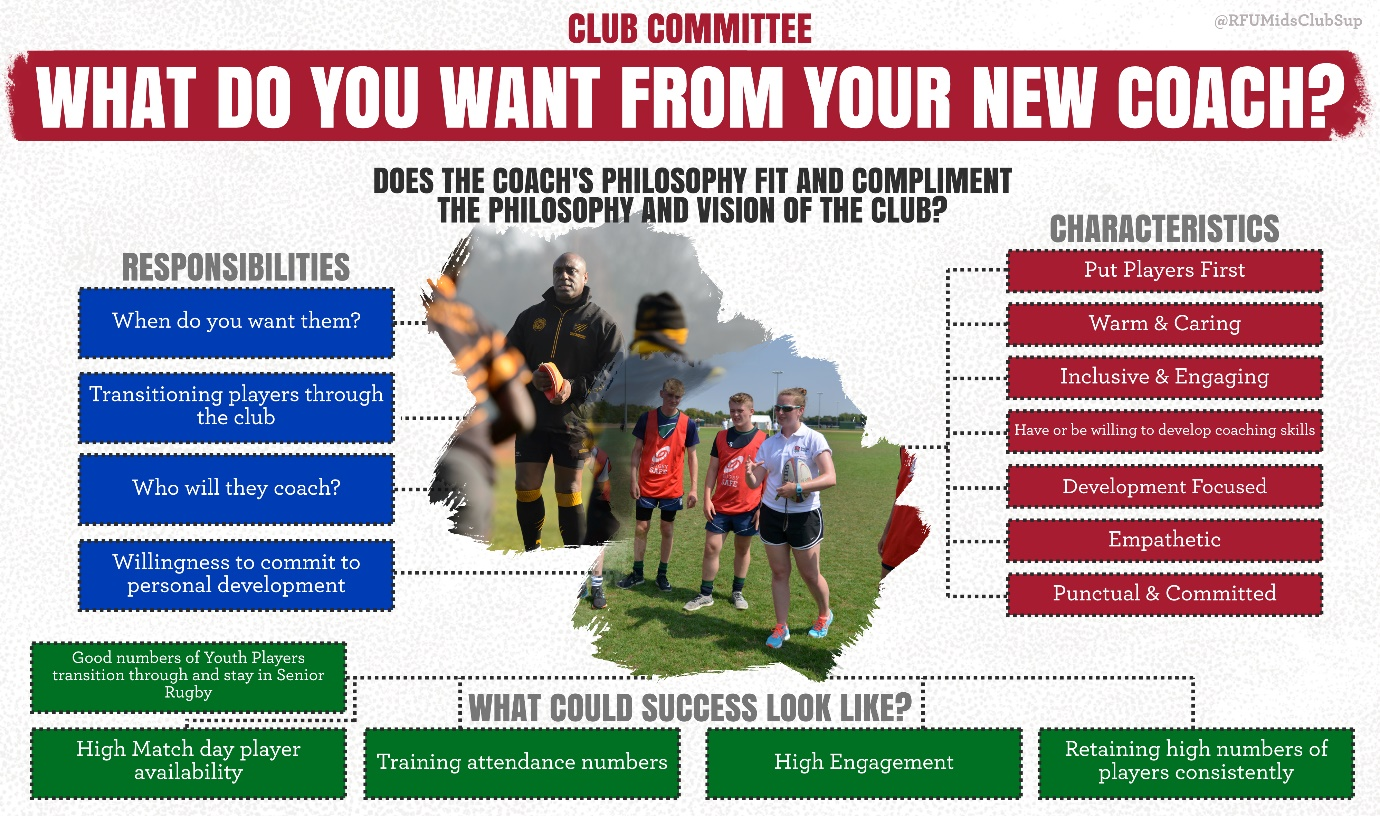 CLUB COMMITTEE
@RFUMidsClubSup
WHAT DO YOU WANT FROM YOUR NEW COACH?
DOES THE COACH'S PHILOSOPHY FIT AND COMPLIMENT
THE PHILOSOPHY AND VISION OF THE CLUB?
RESPONSIBILITIES
When do you want them?
Transitioning players through
the club
Who will they coach?
Willingness to commit to
personal development
CHARACTERISTICS
Put Players First
Warm & Caring
Inclusive & Engaging
Have or be willing to develop coaching skills
Development Focused
Empathetic
Punctual & Committed
WHAT COULD SUCCESS LOOK LIKE?
Good numbers of Youth Players
transition through and stay in Senior
Rugby
High Match day player
availability
Training attendance numbers
High Engagement
Retaining high numbers of
players consistently